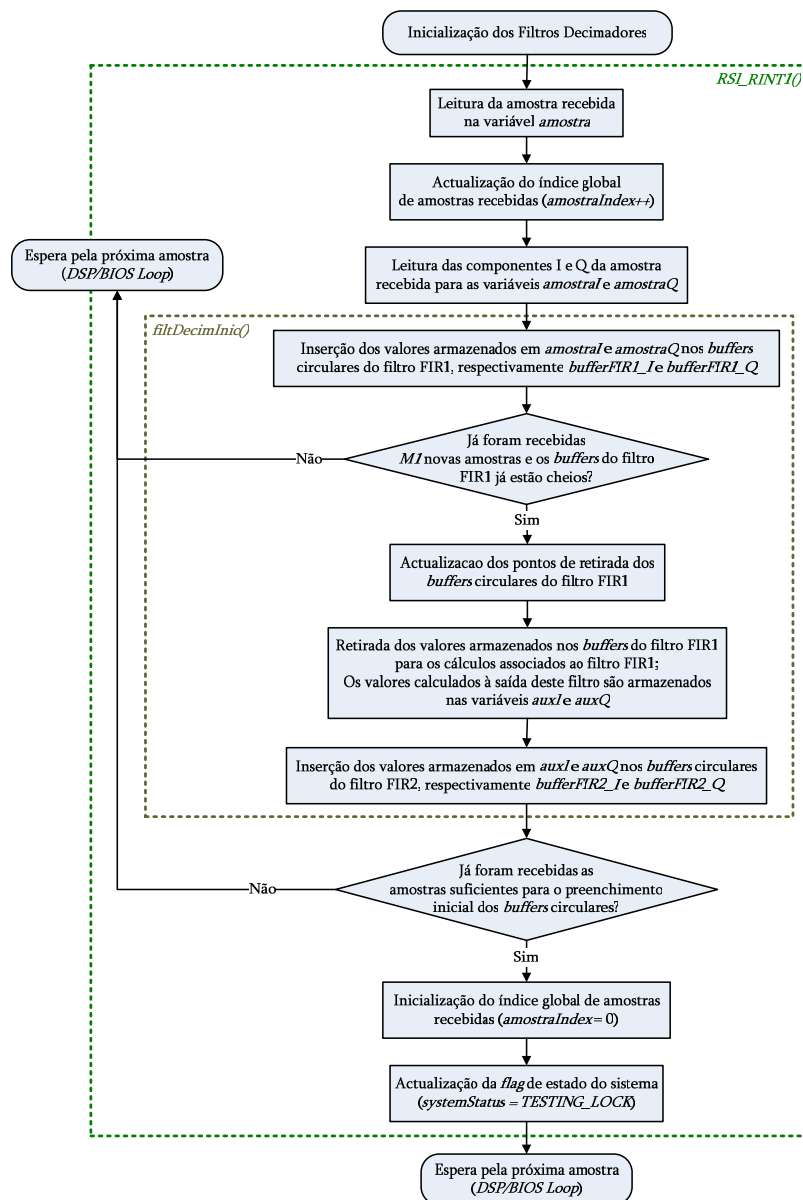 Inicialização dos Filtros Decimadores
RSI_RINT1()
Leitura da amostra recebida
na variável amostra
Actualização do índice global
de amostras recebidas (amostraIndex++)
Espera pela próxima amostra
(DSP/BIOS Loop)
Leitura das componentes I e Q da amostra
recebida para as variáveis amostraI e amostraQ
filtDecimInic()
Inserção dos valores armazenados em amostraI e amostraQ nos buffers
circulares do filtro FIR1, respectivamente bufferFIR1_I e bufferFIR1_Q
Já foram recebidas
M1 novas amostras e os buffers do filtro
FIR1 já estão cheios?
Não
Sim
Actualizacao dos pontos de retirada dos
buffers circulares do filtro FIR1
Retirada dos valores armazenados nos buffers do filtro FIR1
para os cálculos associados ao filtro FIR1;
Os valores calculados à saída deste filtro são armazenados
nas variáveis auxI e auxQ
Inserção dos valores armazenados em auxI e auxQ nos buffers circulares
do filtro FIR2, respectivamente bufferFIR2_I e bufferFIR2_Q
Já foram recebidas as
amostras suficientes para o preenchimento
inicial dos buffers circulares?
Não
Sim
Inicialização do índice global de amostras
recebidas (amostraIndex = 0)
Actualização da flag de estado do sistema
(systemStatus = TESTING_LOCK)
Espera pela próxima amostra
(DSP/BIOS Loop)